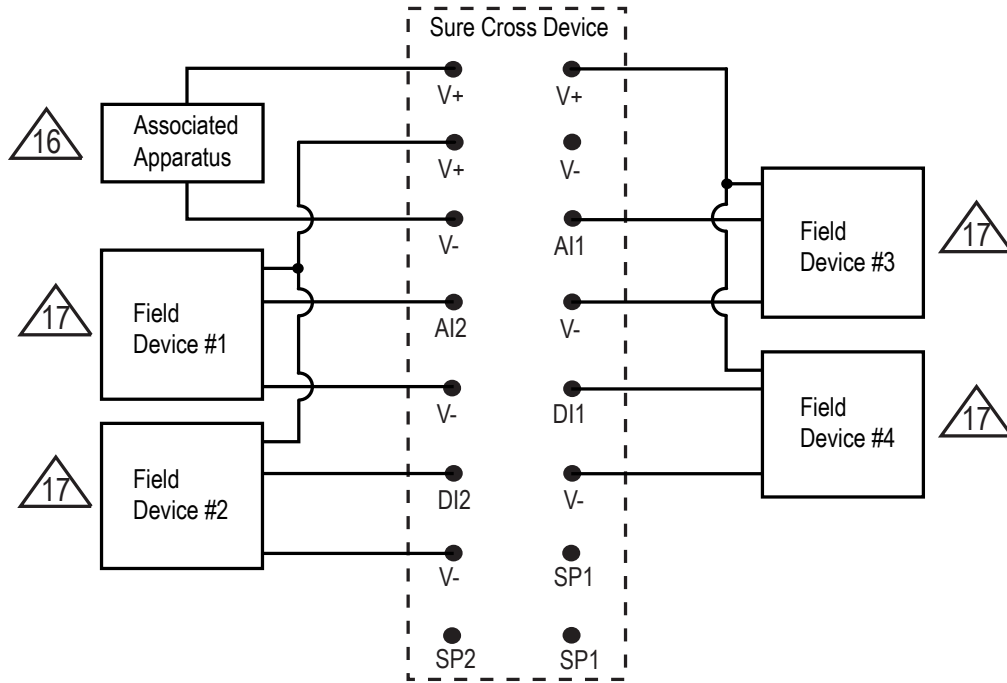 Sure Cross Device
V+
V+
16
Associated
Apparatus
V+
V-
V-
AI1
Field
Device #3
17
17
Field
Device #1
AI2
V-
V-
DI1
Field
Device #4
17
17
Field
Device #2
DI2
V-
V-
SP1
SP2
SP1